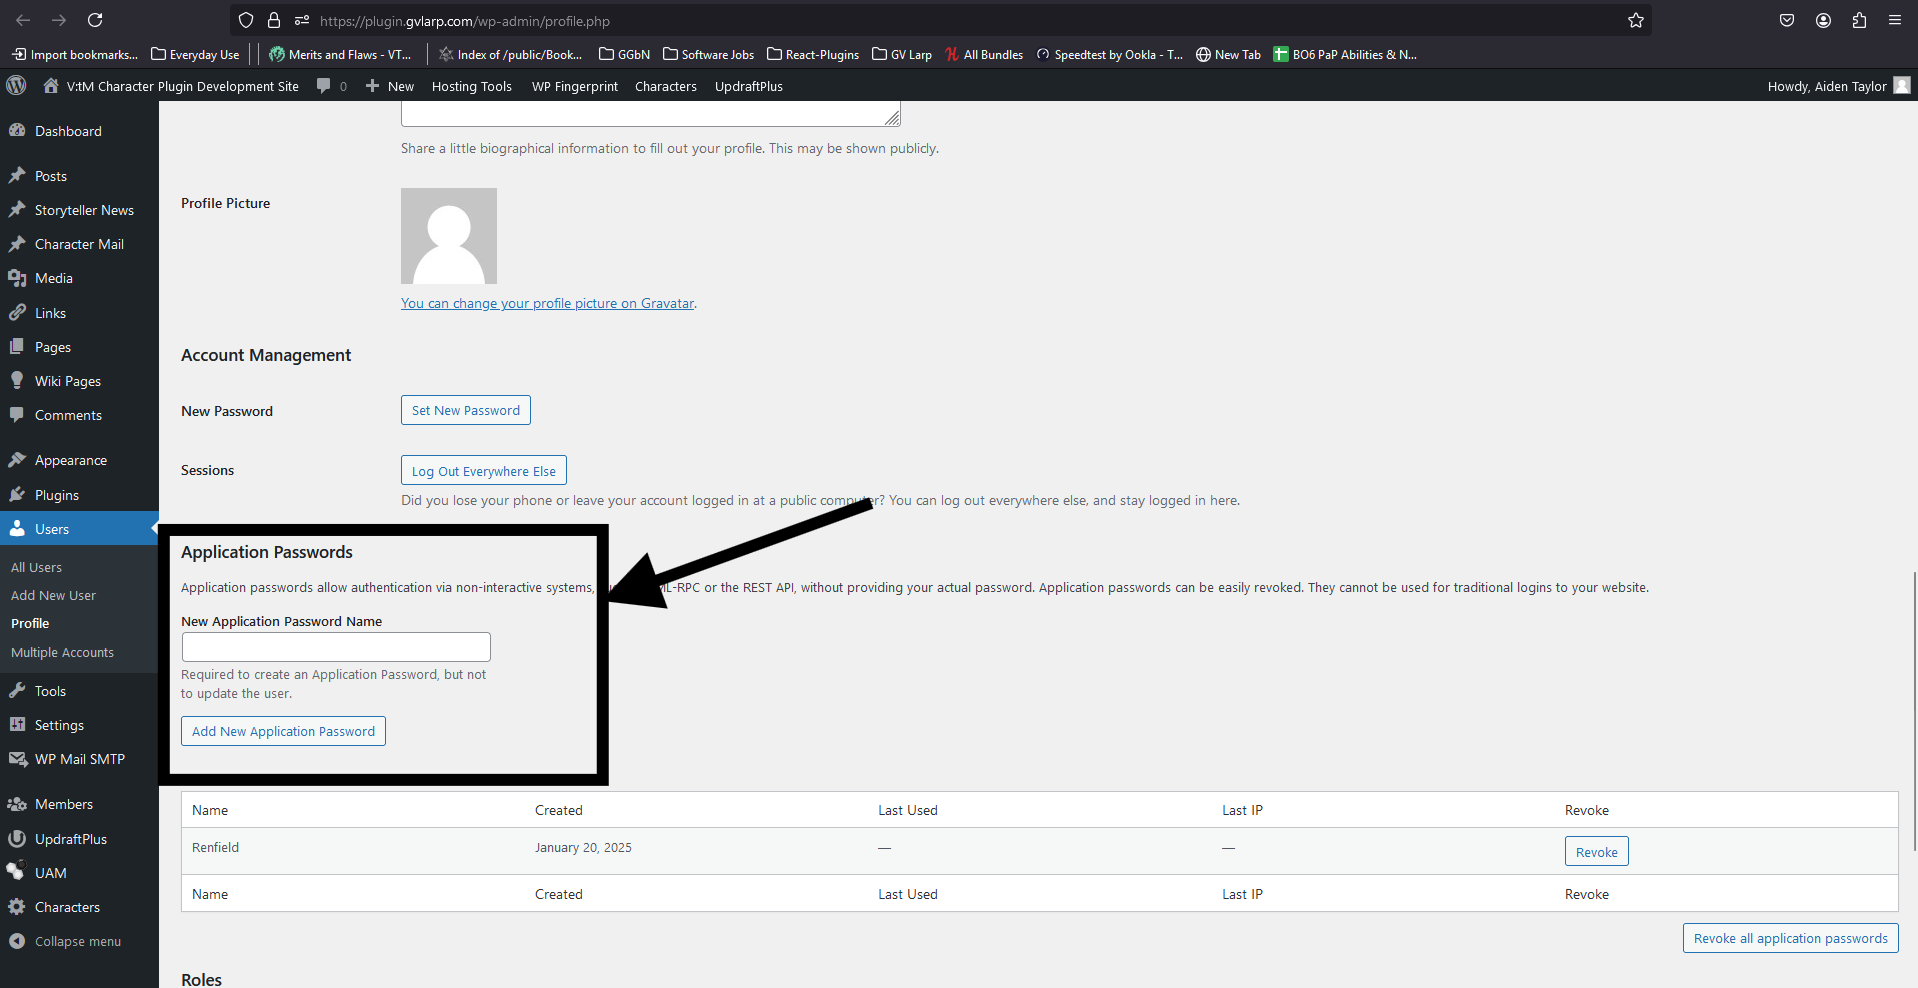 https://plugin.gvlarp.com/wp-admin/profile.php
Import bookmarks... Everyday Use Merits and Flaws - VT... Index of /public/Book... GGbN Software Jobs React-Plugins GV Larp All Bundles Speedtest by Ookla - T... New Tab BO6 PaP Abilities & N...
V:tM Character Plugin Development Site 0 New Hosting Tools WP Fingerprint Characters UpdraftPlus Howdy, Aiden Taylor
Dashboard
Posts
Storyteller News
Character Mail
Media
Links
Pages
Wiki Pages
Comments
Appearance
Plugins
Users
All Users
Add New User
Profile
Multiple Accounts
Tools
Settings
WP Mail SMTP
Members
UpdraftPlus
UAM
Characters
Collapse menu
Share a little biographical information to fill out your profile. This may be shown publicly.
Profile Picture
You can change your profile picture on Gravatar.
Account Management
New Password Set New Password
Sessions Log Out Everywhere Else
Did you lose your phone or leave your account logged in at a public computer? You can log out everywhere else, and stay logged in here.
Application Passwords
Application passwords allow authentication via non-interactive systems, ML-RPC or the REST API, without providing your actual password. Application passwords can be easily revoked. They cannot be used for traditional logins to your website.
New Application Password Name
Required to create an Application Password, but not
to update the user.
Add New Application Password
Name Created Last Used Last IP Revoke
Renfield January 20, 2025 — — Revoke
Name Created Last Used Last IP Revoke
Revoke all application passwords
Roles